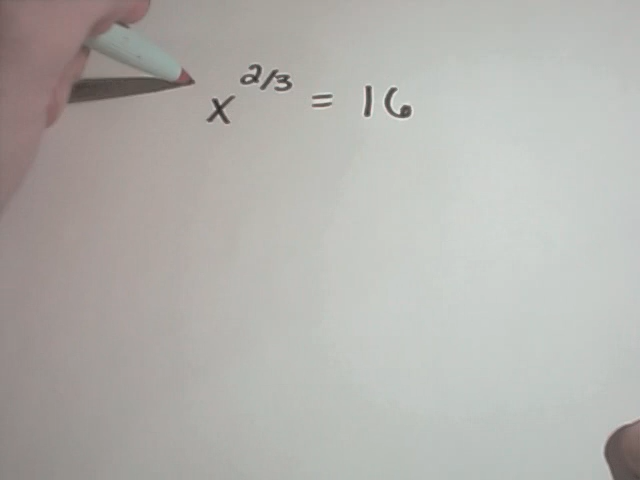 x^{2/3} = 16